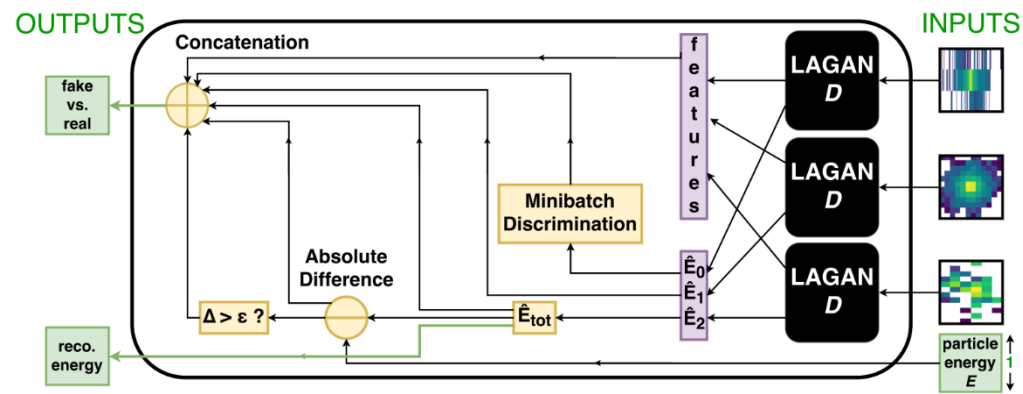 OUTPUTS
INPUTS
Concatenation
fake
vs.
real
f
e
a
t
u
r
e
s
LAGAN
D
LAGAN
D
LAGAN
D
Minibatch
Discrimination
Absolute
Difference
Ê0
Ê1
Ê2
Δ > ε ?
Êtot
reco.
energy
particle
energy
E
1